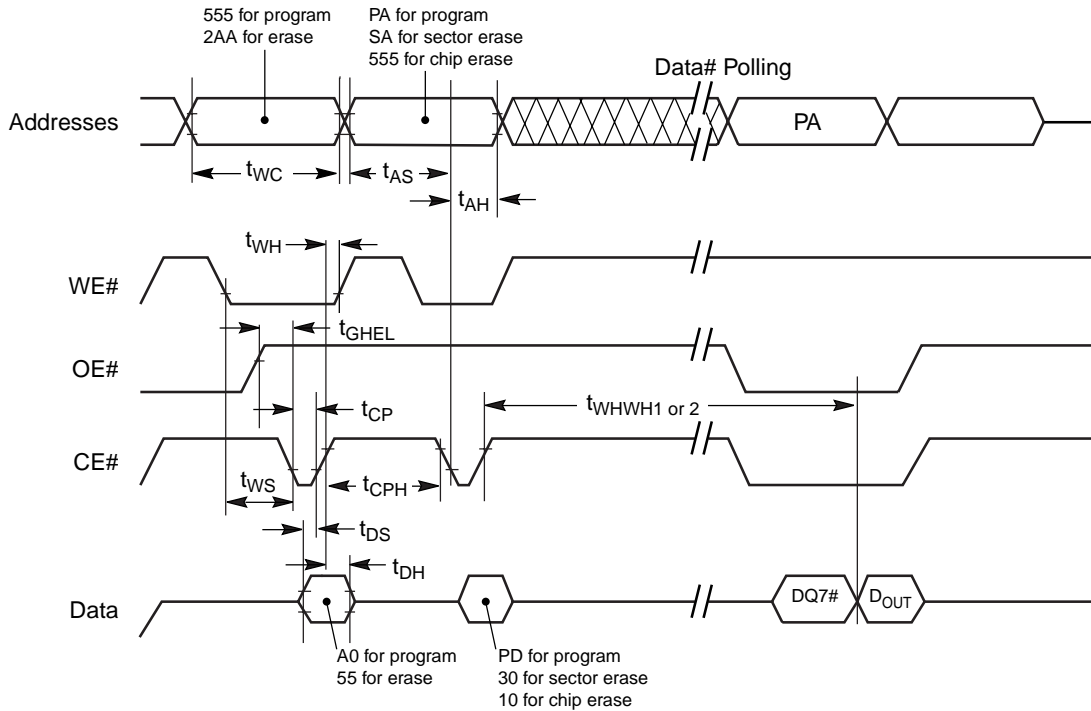 555 for program
2AA for erase
PA for program
SA for sector erase
555 for chip erase
Data# Polling
Addresses
PA
tWC
tAS
tAH
tWH
WE#
tGHEL
OE#
tWHWH1 or 2
tCP
CE#
tWS
tCPH
tDS
tDH
Data
DQ7#
DOUT
A0 for program
55 for erase
PD for program
30 for sector erase
10 for chip erase